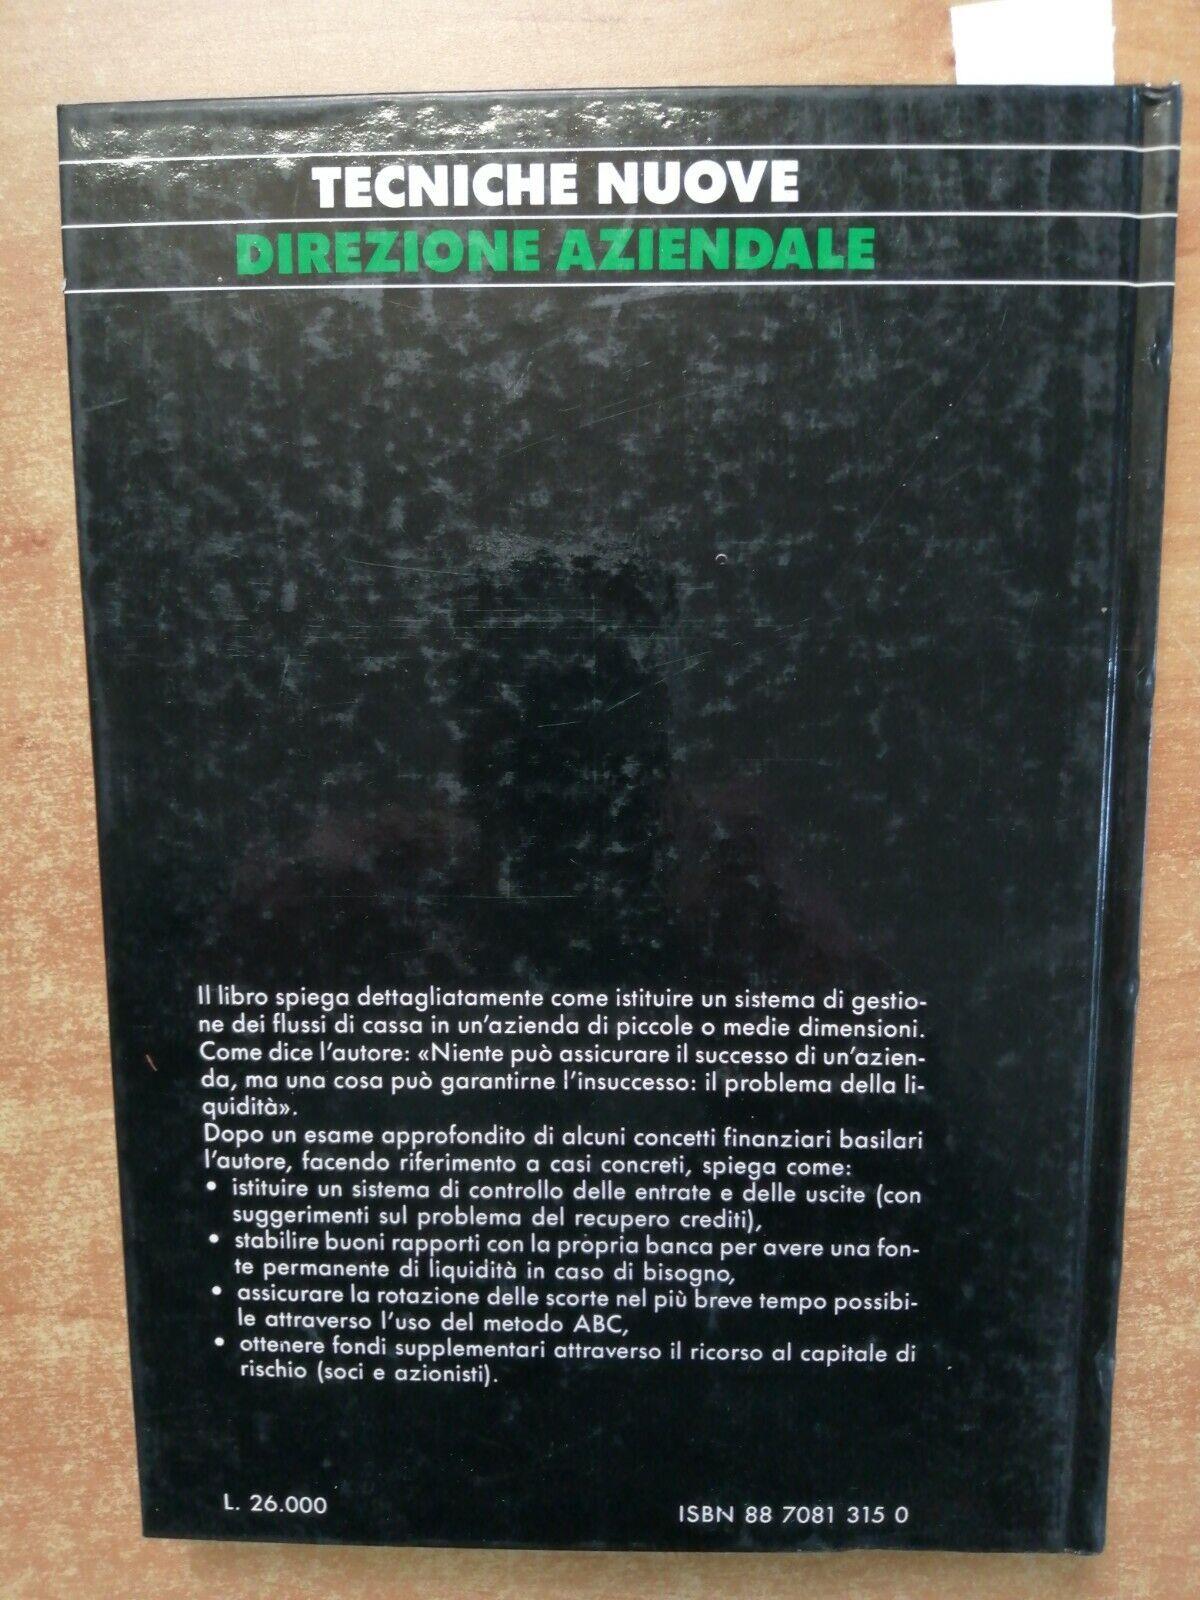 TECNICHE NUOVE
DIREZIONE AZIENDALE
Il libro spiega dettagliatamente come istituire un sistema di gestio-
ne dei flussi di cassa in un'azienda di piccole o medie dimensioni.
Come dice l'autore: «Niente può assicurare il successo di un'azien-
da, ma una cosa può garantirne l'insuccesso: il problema della li-
quidità».
Dopo un esame approfondito di alcuni concetti finanziari basilari
l'autore, facendo riferimento a casi concreti, spiega come:
• istituire un sistema di controllo delle entrate e delle uscite (con
suggerimenti sul problema del recupero crediti),
• stabilire buoni rapporti con la propria banca per avere una fon-
te permanente di liquidità in caso di bisogno,
• assicurare la rotazione delle scorte nel più breve tempo possibi-
le attraverso l'uso del metodo ABC,
• ottenere fondi supplementari attraverso il ricorso al capitale di
rischio (soci e azionisti).
L. 26.000
ISBN 88 7081 315 0